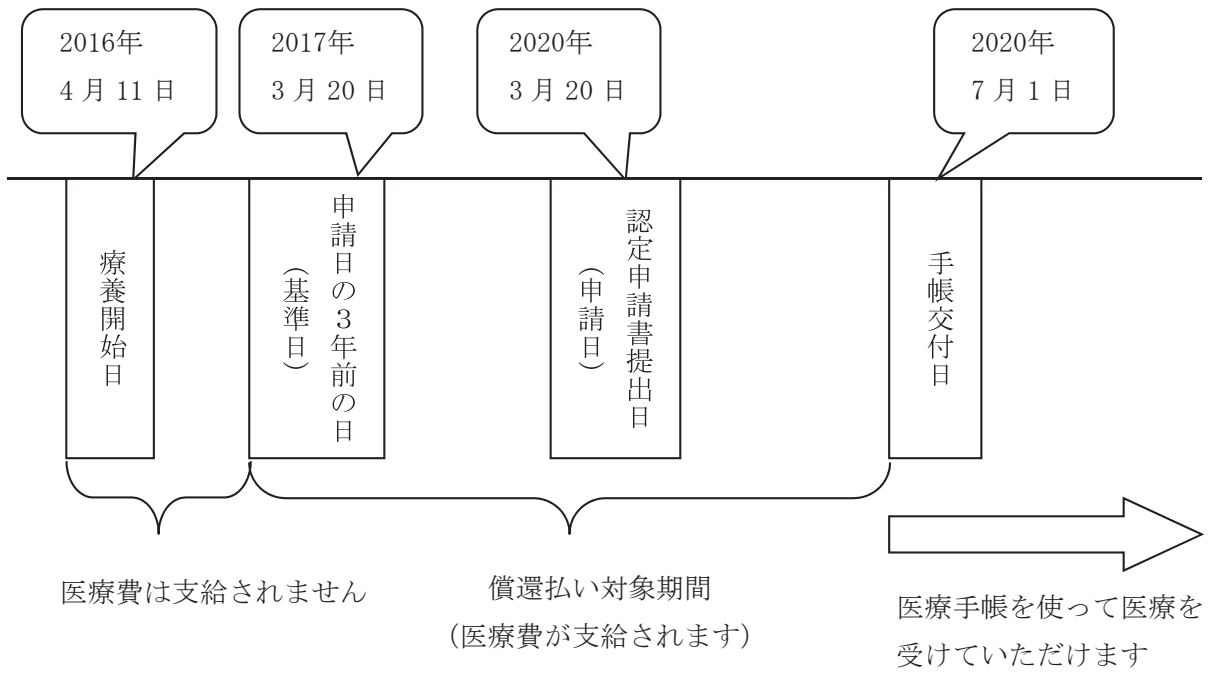 2016年
4月11日
2017年
3月20日
2020年
3月20日
2020年
7月1日
療養開始日
申請日の3年前の日
(基準日)
認定申請書提出日
(申請日)
手帳交付日
医療費は支給されません
償還払い対象期間
(医療費が支給されます)
医療手帳を使って医療を
受けていただけます